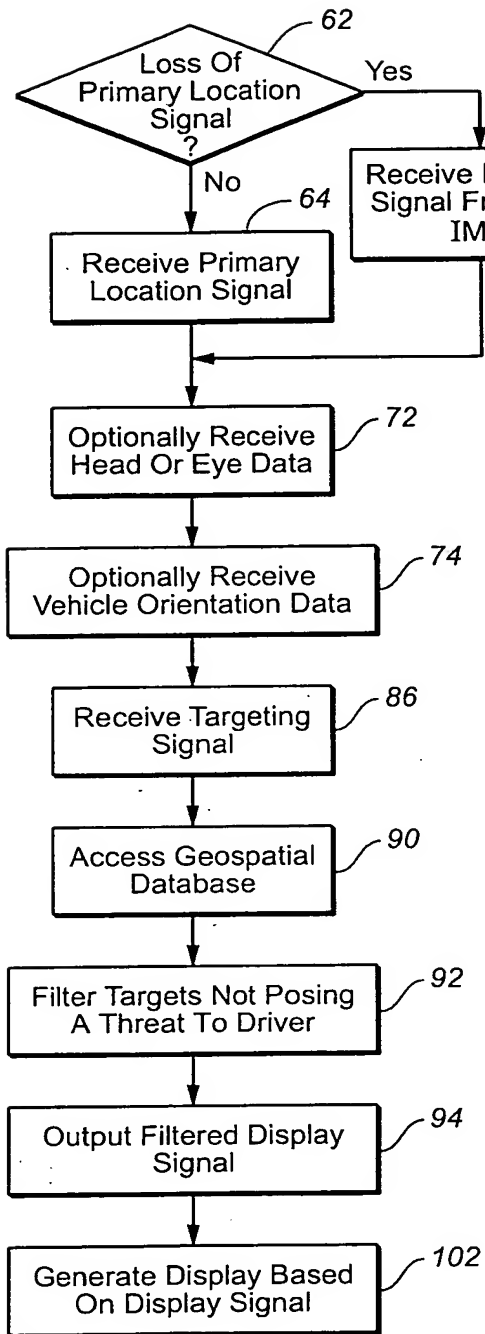 62
Loss Of
Primary Location
Signal
?
Yes
No
Receive
Signal
64
Receive Primary
Location Signal
72
Optionally Receive
Head Or Eye Data
74
Optionally Receive
Vehicle Orientation Data
86
Receive Targeting
Signal
90
Access Geospatial
Database
92
Filter Targets Not Posing
A Threat To Driver
94
Output Filtered Display
Signal
102
Generate Display Based
On Display Signal